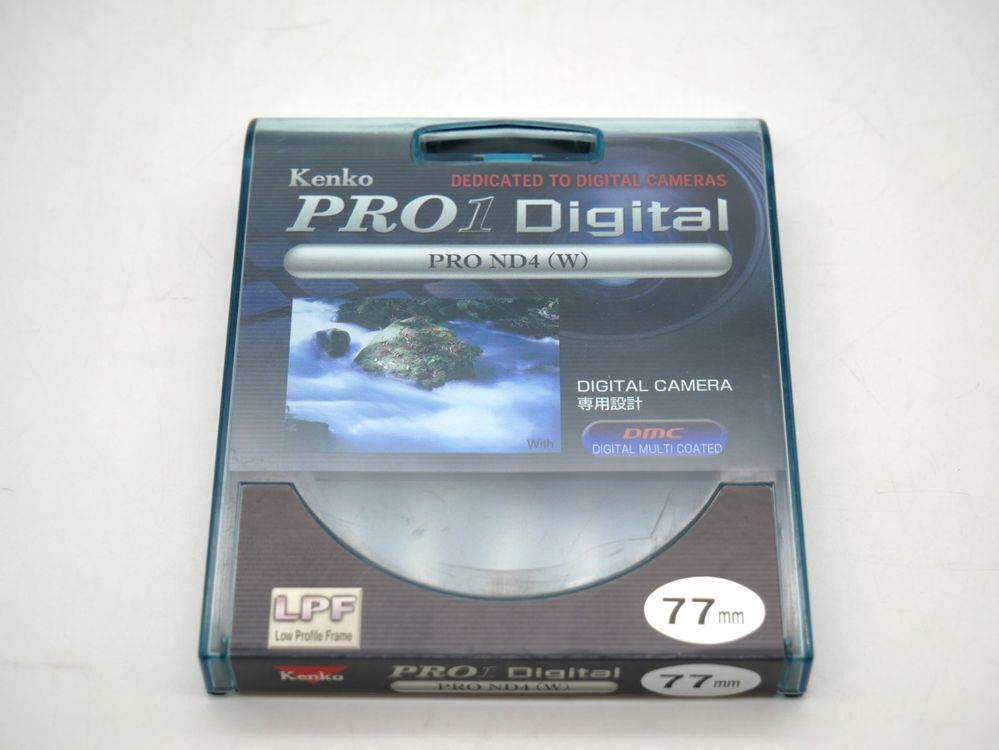 Kenko
DEDICATED TO DIGITAL CAMERAS
PRO1 Digital
PRO ND4 (W)
With
DIGITAL CAMERA
専用設計
DMC
DIGITAL MULTI COATED
LPF
Low Profile Frame
77mm
Kenko
PRO1 Digital
PRO ND4 (W)
77mm